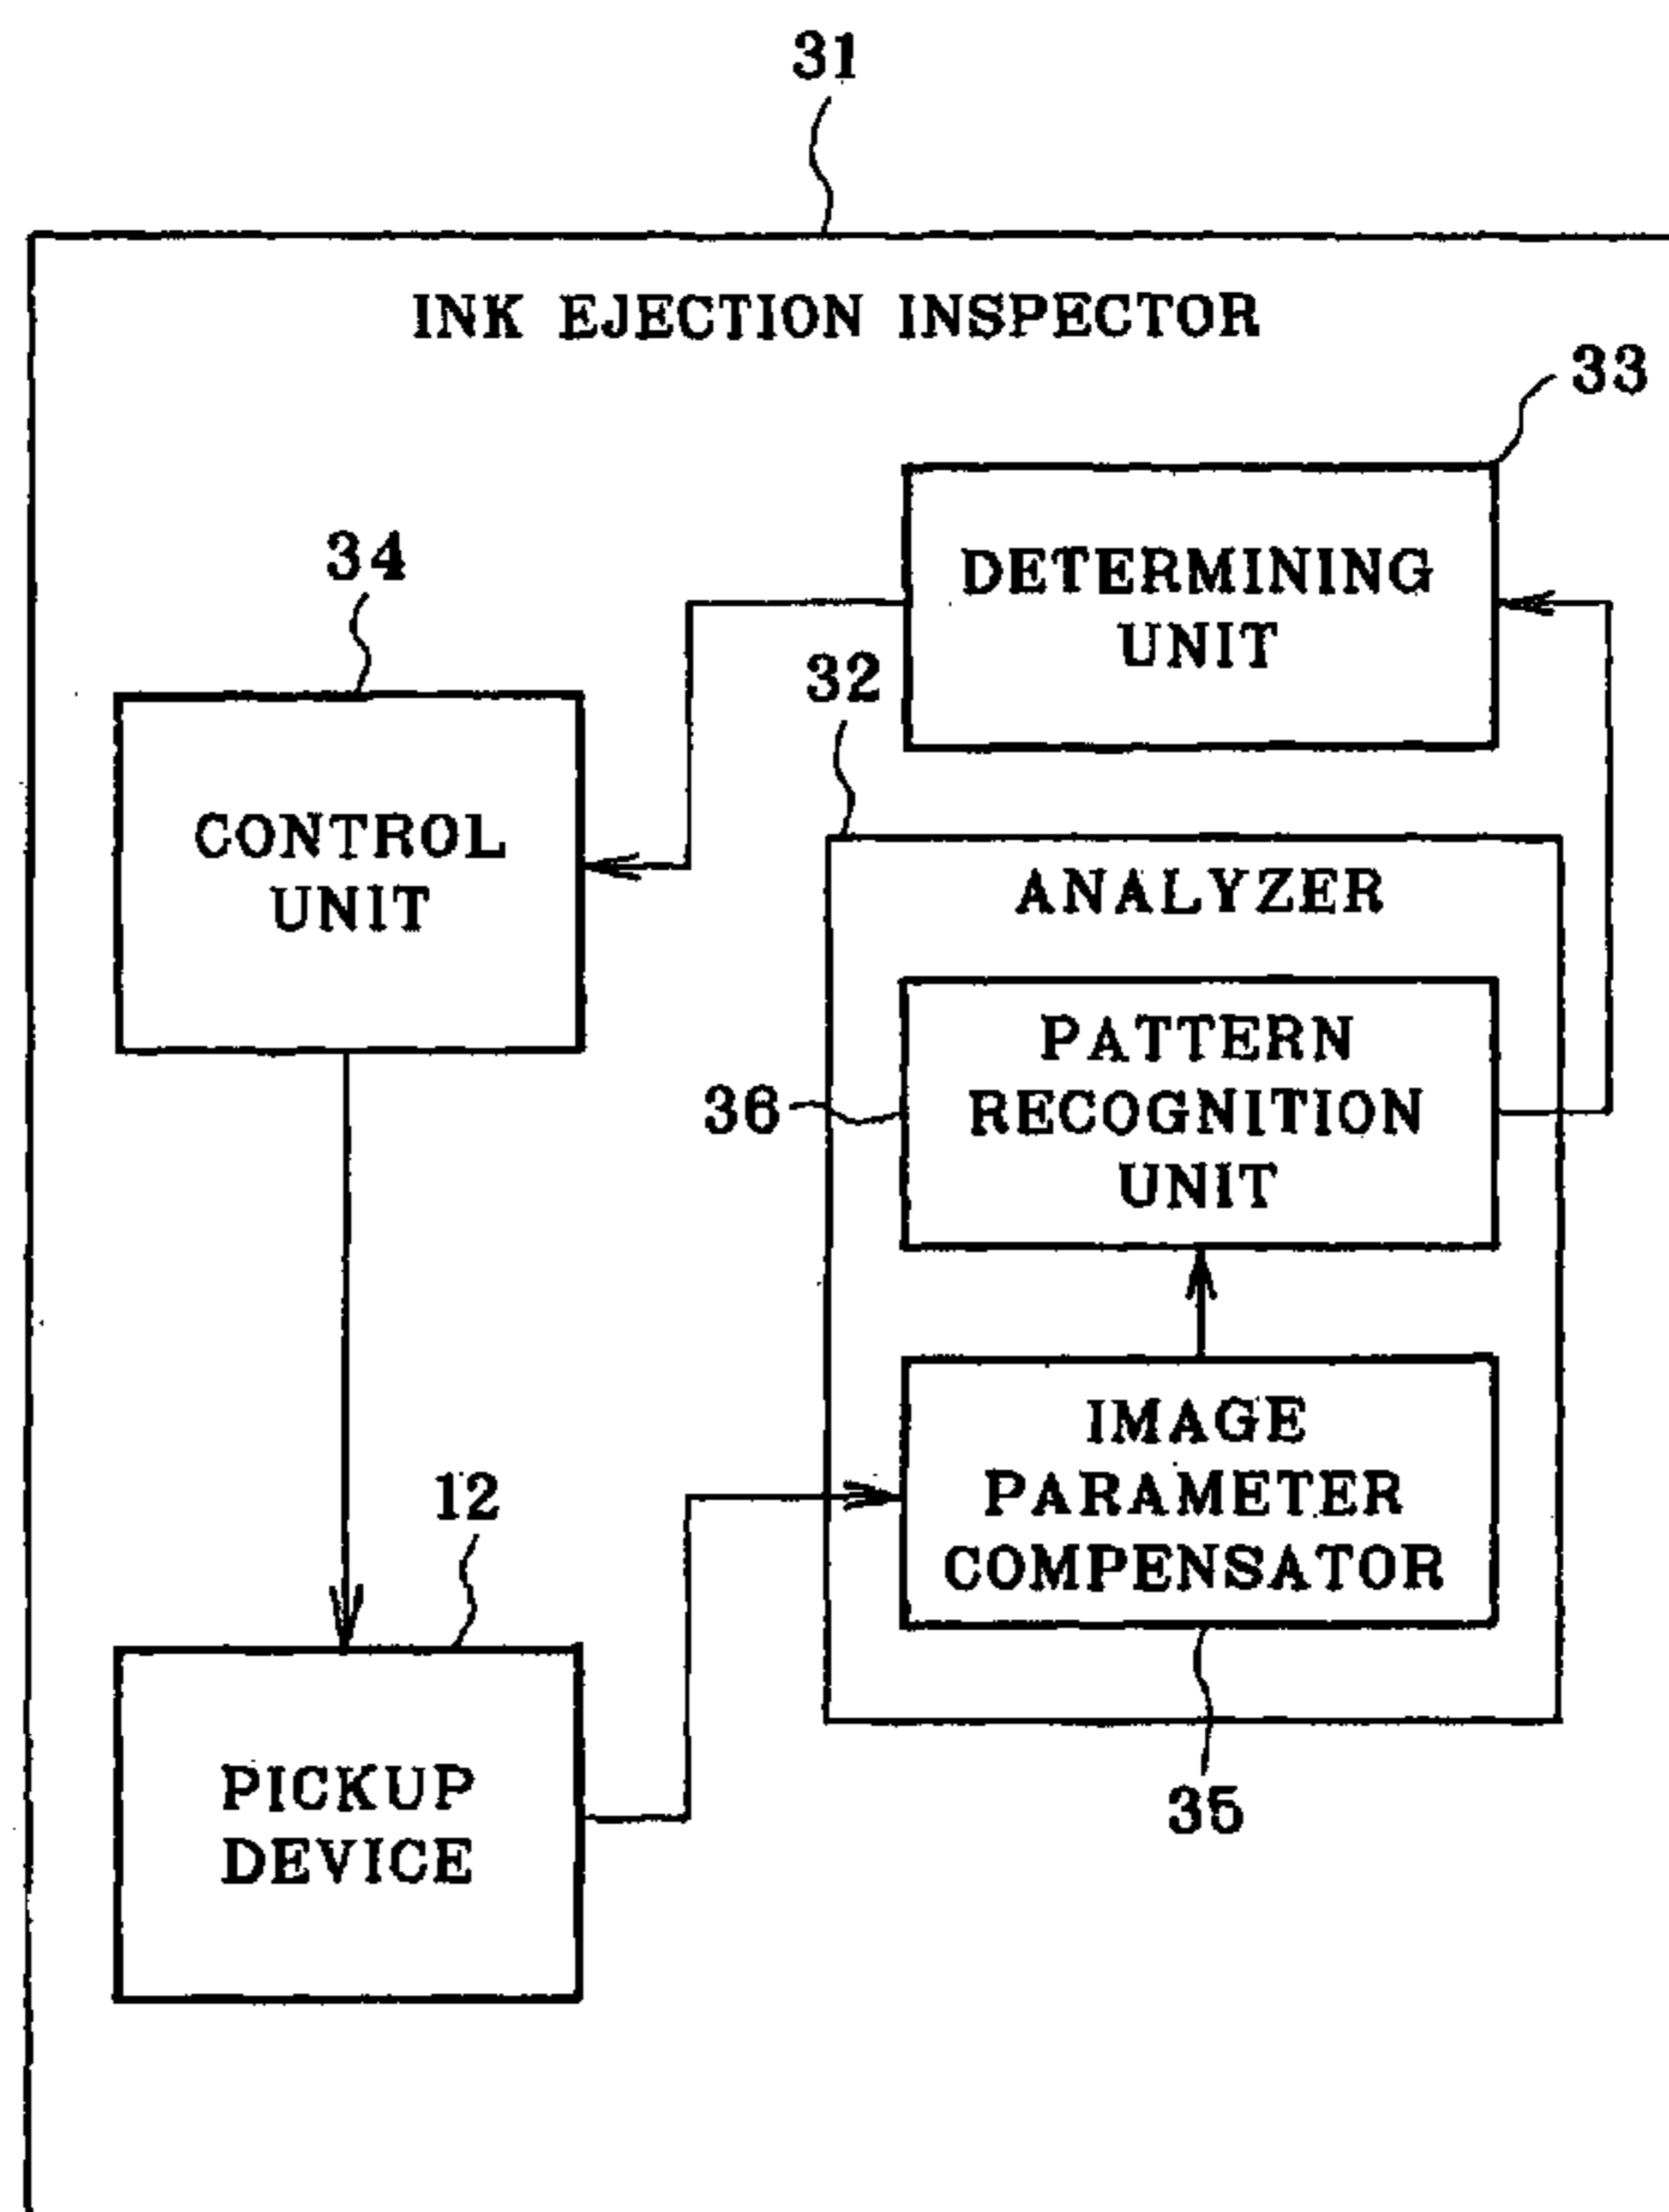 31
INK EJECTION INSPECTOR
33
DETERMINING
UNIT
34
CONTROL
UNIT
32
ANALYZER
PATTERN
RECOGNITION
UNIT
36
IMAGE
PARAMETER
COMPENSATOR
35
12
PICKUP
DEVICE